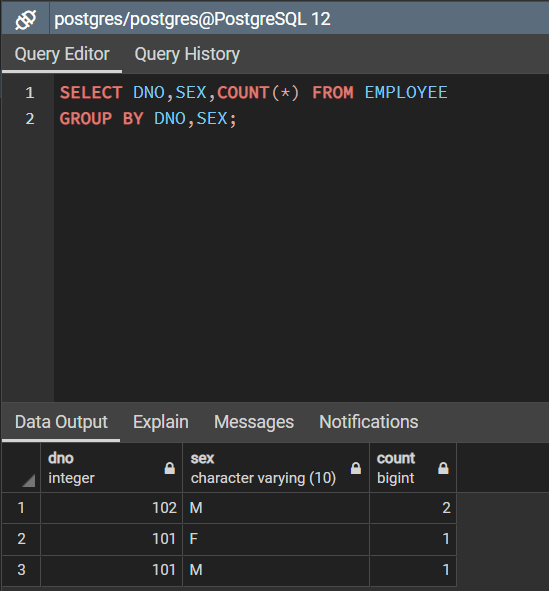 postgres/postgres@PostgreSQL 12
Query Editor Query History
1 SELECT DNO,SEX,COUNT(*) FROM EMPLOYEE
2 GROUP BY DNO,SEX;
Data Output Explain Messages Notifications
dno sex count
integer character varying (10) bigint
1 102 M 2
2 101 F 1
3 101 M 1